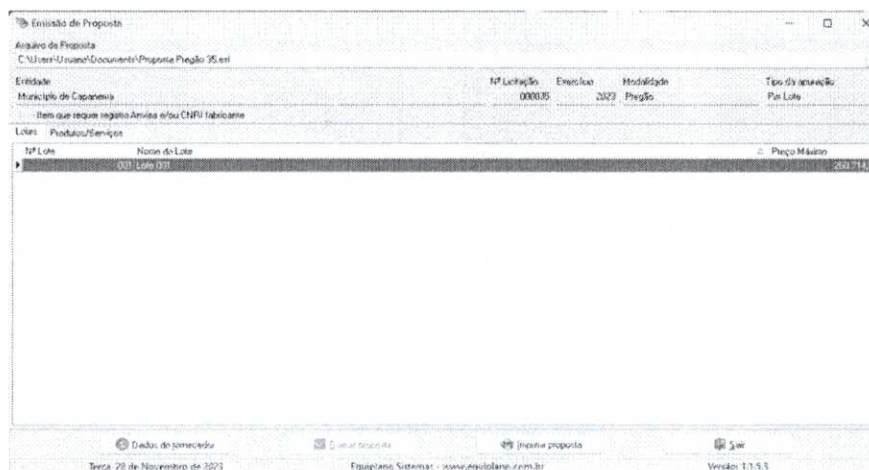 Emissão de Proposta
Arquivo de Proposta
C:\Users\Usuario\Documents\Proposta Pregão 35.esl
Entidade Nº Licitação Exercício Modalidade Tipo da apuração
Município de Capanema 000035 2023 Pregão Por Lote
Item que requer registro Anvisa e/ou CNPJ fabricante
Lotes Produtos/Serviços
Nº Lote Nome do Lote Preço Máximo
001 Lote 001
Dados do fornecedor Gravar proposta Imprimir proposta Sair
Terça, 28 de Novembro de 2023 Equiplano Sistemas - www.equiplano.com.br Versão: 1.1.5.3